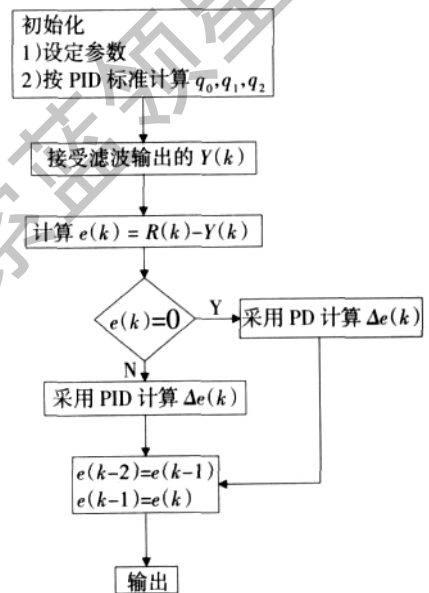 初始化
1)设定参数
2)按 PID 标准计算 q₀,q₁,q₂
接受滤波输出的 Y(k)
计算 e(k) = R(k)-Y(k)
e(k)=0
Y
采用 PD 计算 Δe(k)
N
采用 PID 计算 Δe(k)
e(k-2)=e(k-1)
e(k-1)=e(k)
输出